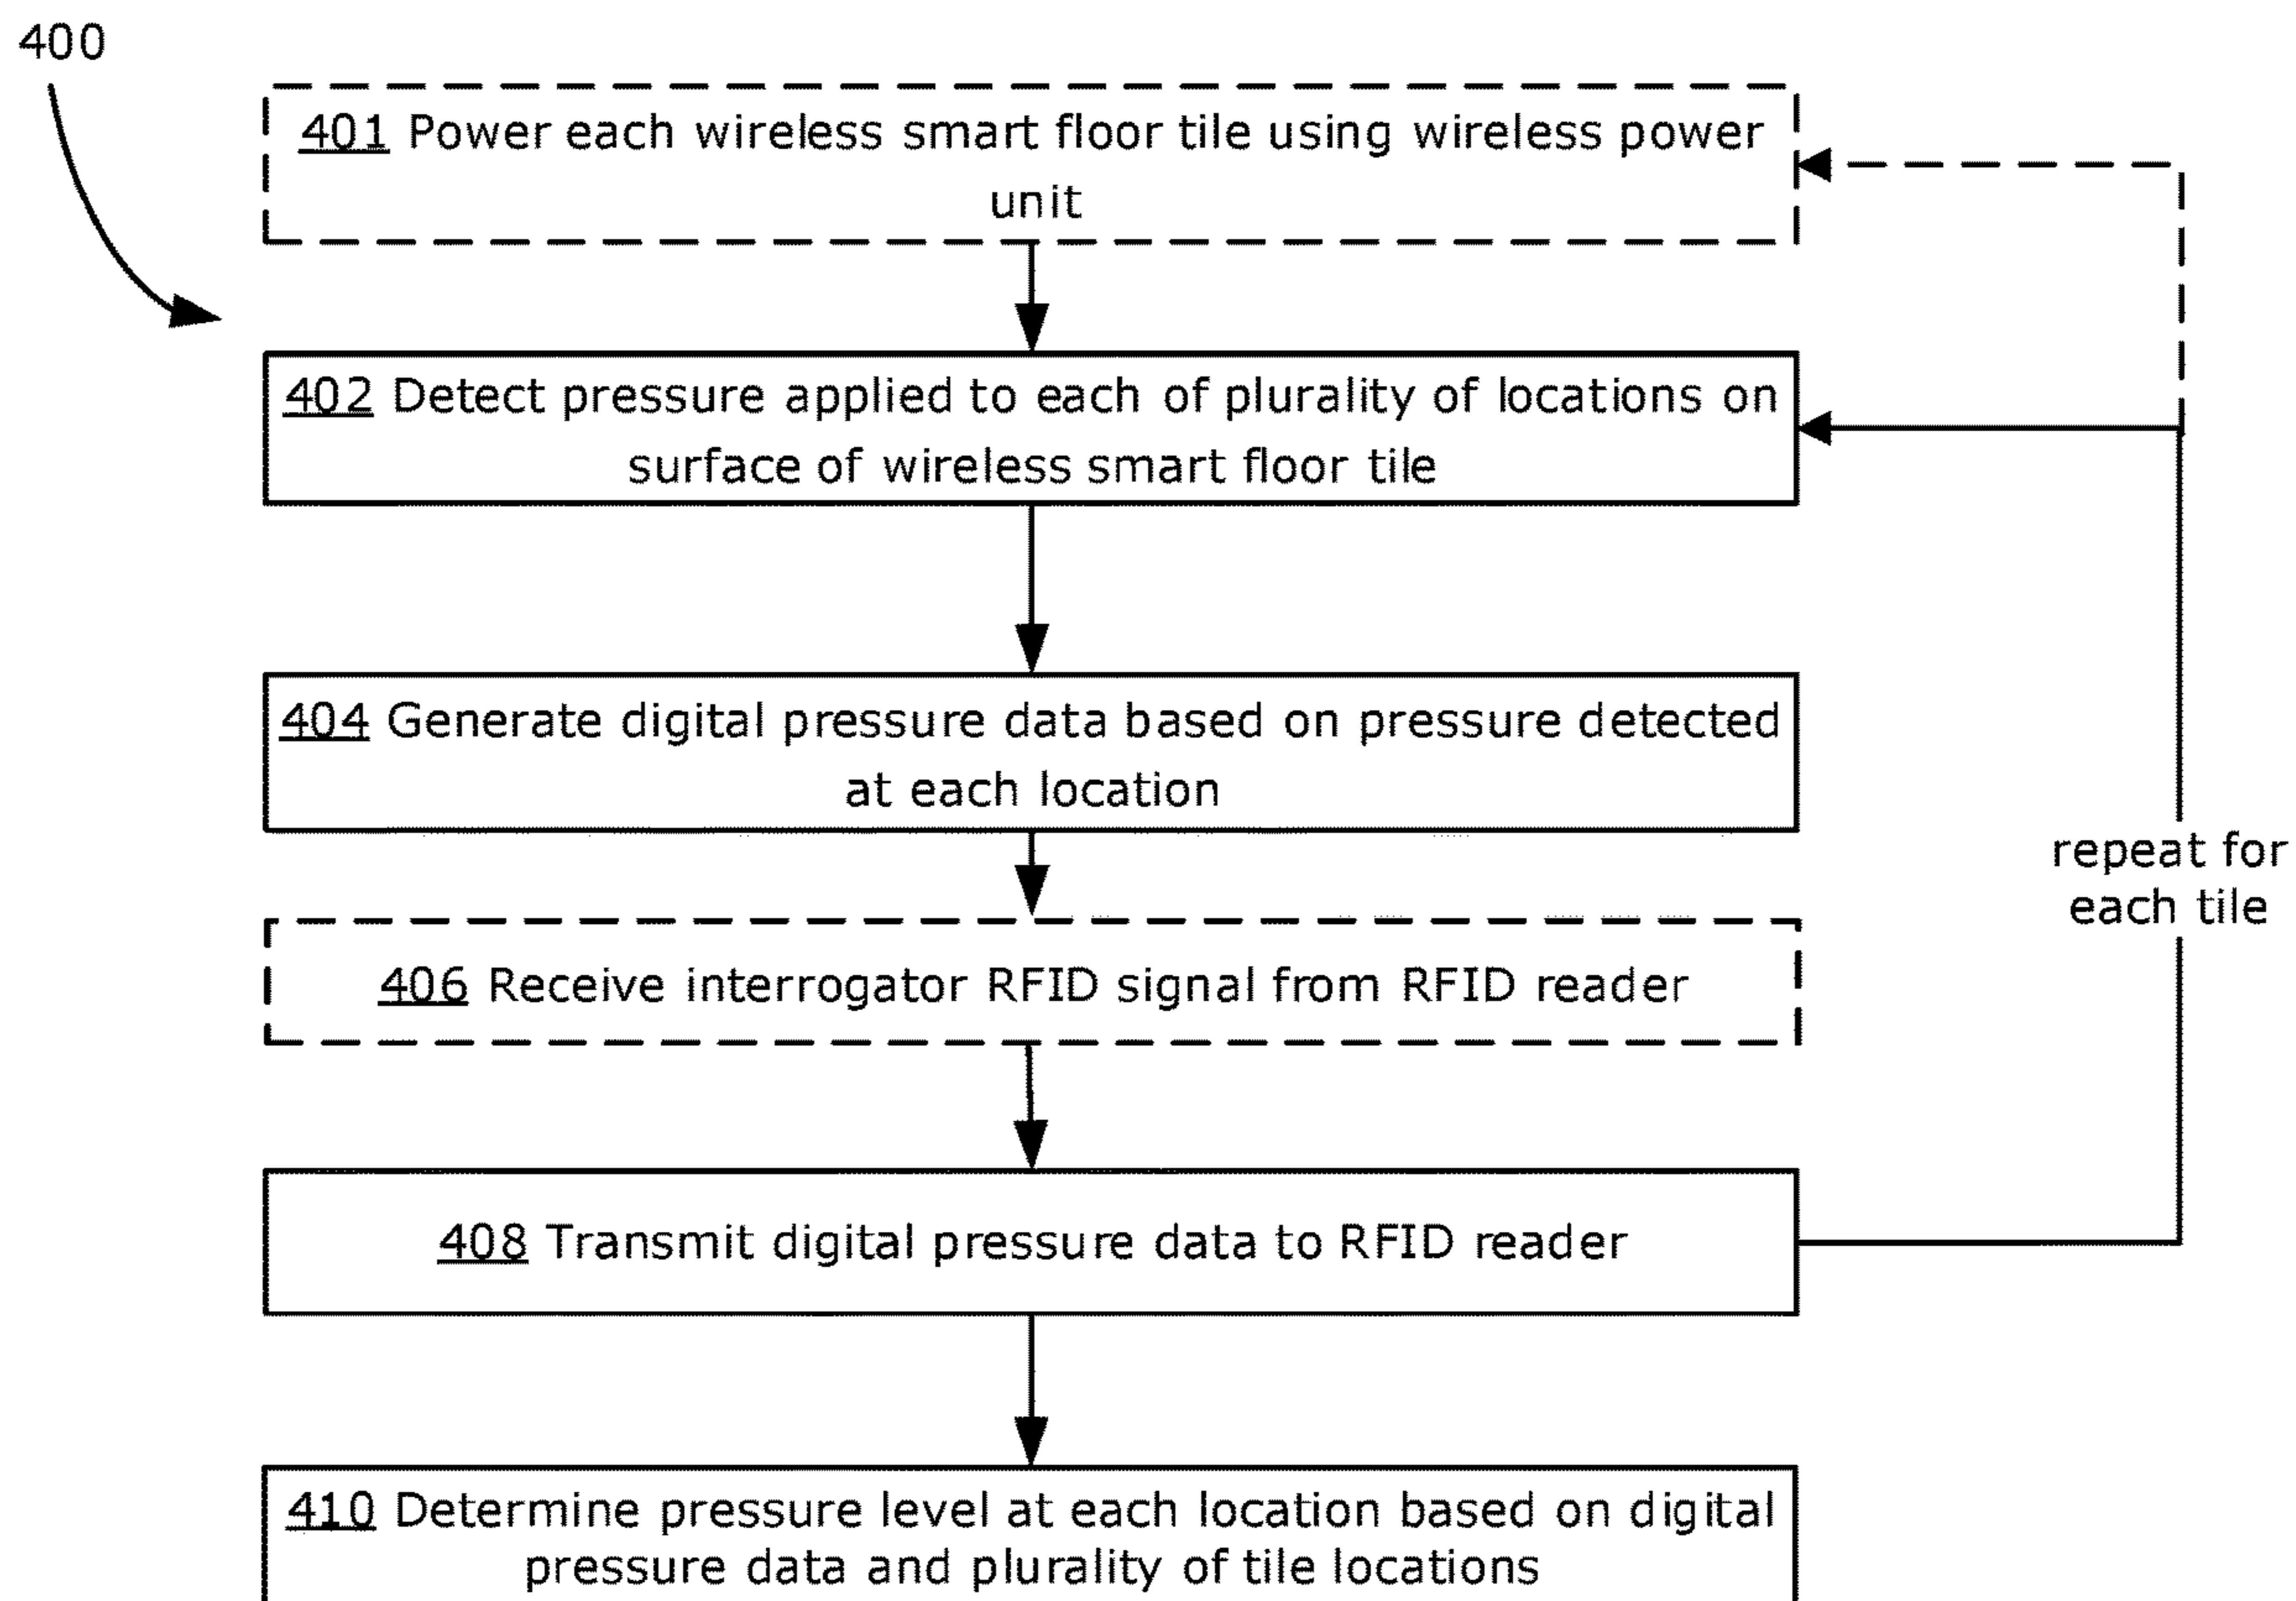 400
401 Power each wireless smart floor tile using wireless power
unit
402 Detect pressure applied to each of plurality of locations on
surface of wireless smart floor tile
404 Generate digital pressure data based on pressure detected
at each location
repeat for
each tile
406 Receive interrogator RFID signal from RFID reader
408 Transmit digital pressure data to RFID reader
410 Determine pressure level at each location based on digital
pressure data and plurality of tile locations